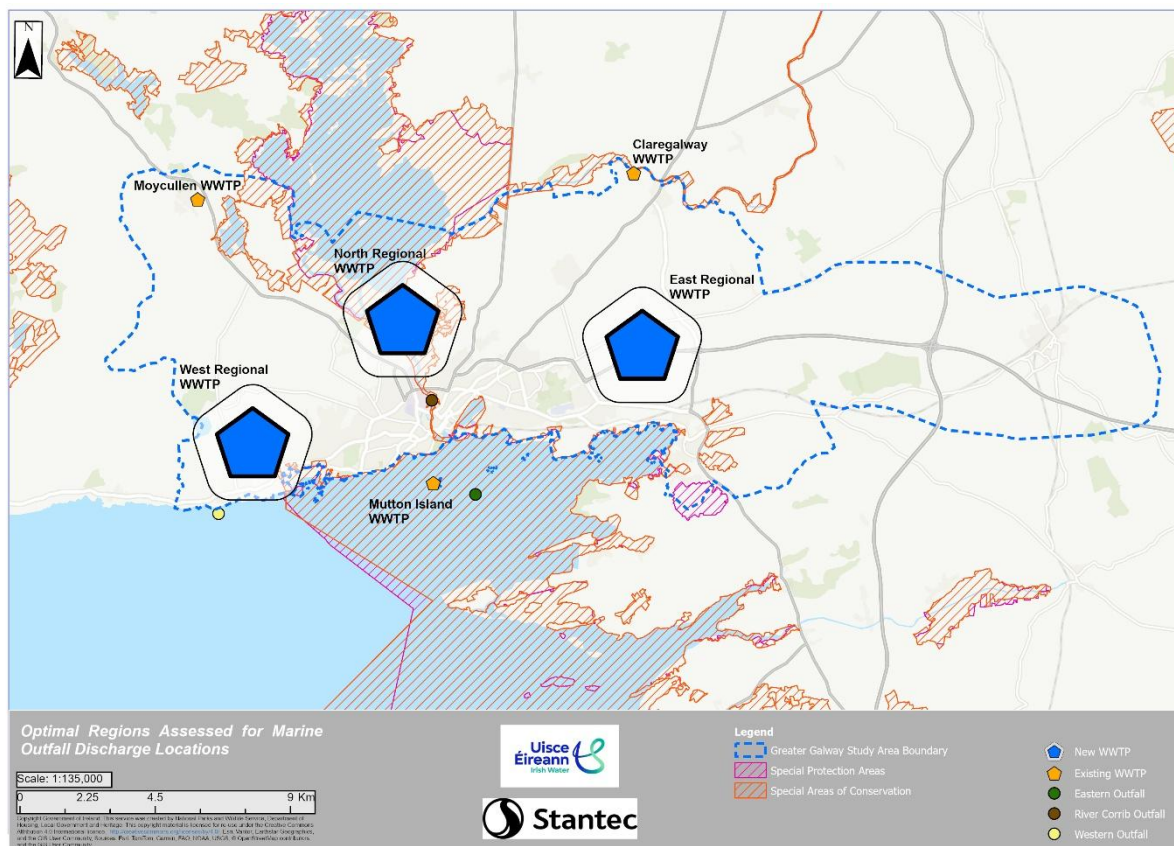 N
Claregalway
WWTP
Moycullen WWTP
North Regional
WWTP
East Regional
WWTP
West Regional
WWTP
Mutton Island
WWTP
Optimal Regions Assessed for Marine
Outfall Discharge Locations
Scale: 1:135,000
0 2.25 4.5 9 Km
Uisce
Éireann
Irish Water
Stantec
Legend
Greater Galway Study Area Boundary
Special Protection Areas
Special Areas of Conservation
New WWTP
Existing WWTP
Eastern Outfall
River Corrib Outfall
Western Outfall